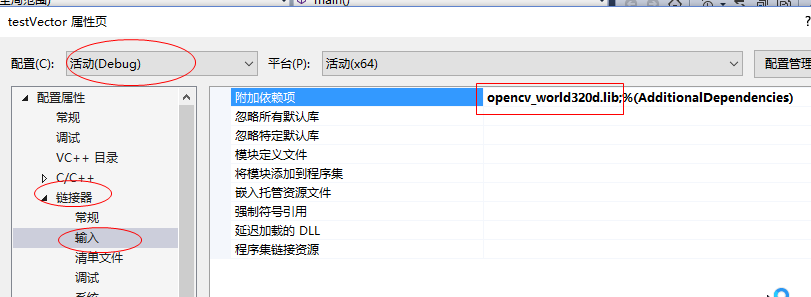 main()
testVector 属性页
?
配置(C):
活动(Debug)
平台(P):
活动(x64)
配置管理
配置属性
常规
调试
VC++ 目录
C/C++
链接器
常规
输入
清单文件
调试
附加依赖项
opencv_world320d.lib;%(AdditionalDependencies)
忽略所有默认库
忽略特定默认库
模块定义文件
将模块添加到程序集
嵌入托管资源文件
强制符号引用
延迟加载的 DLL
程序集链接资源